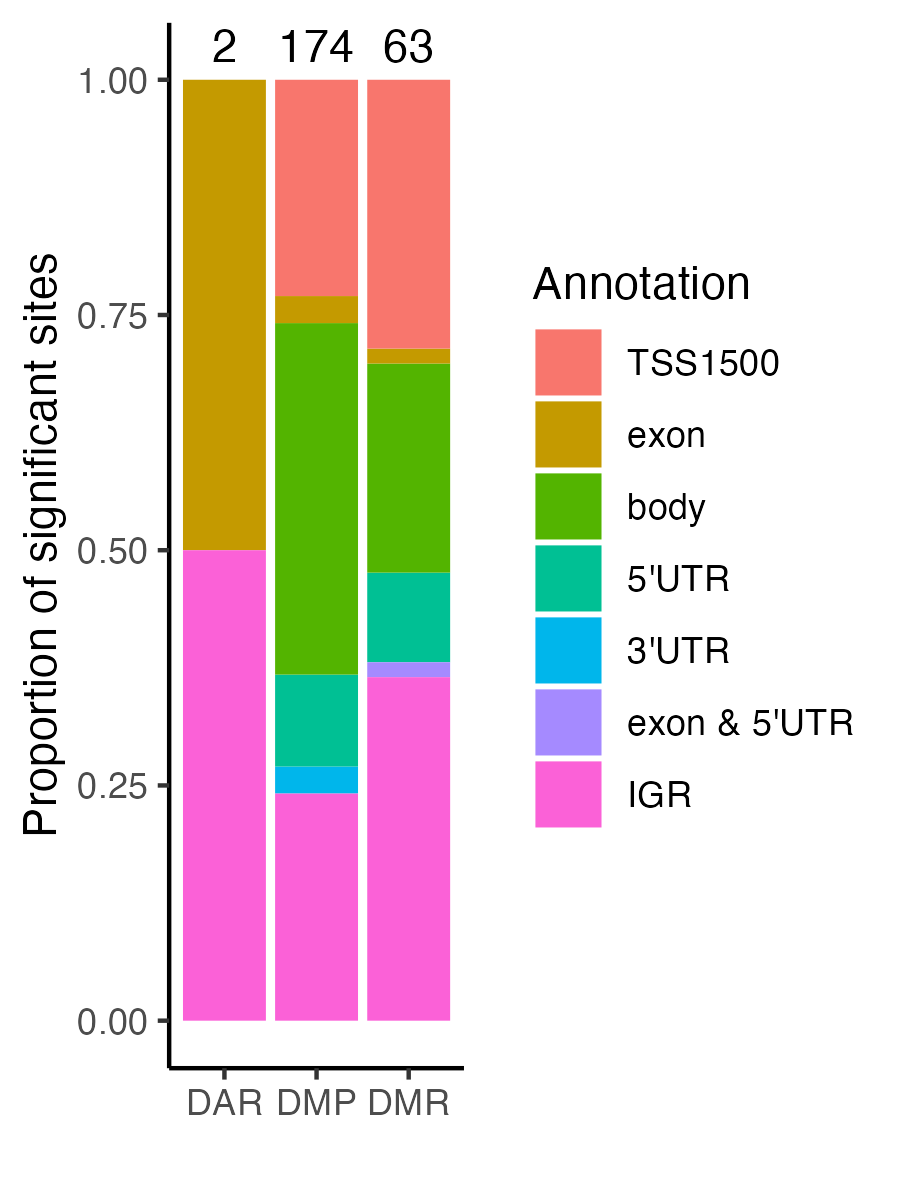 2 174 63
Proportion of significant sites
1.00
0.75
0.50
0.25
0.00
DAR DMP DMR
Annotation
TSS1500
exon
body
5'UTR
3'UTR
exon & 5'UTR
IGR